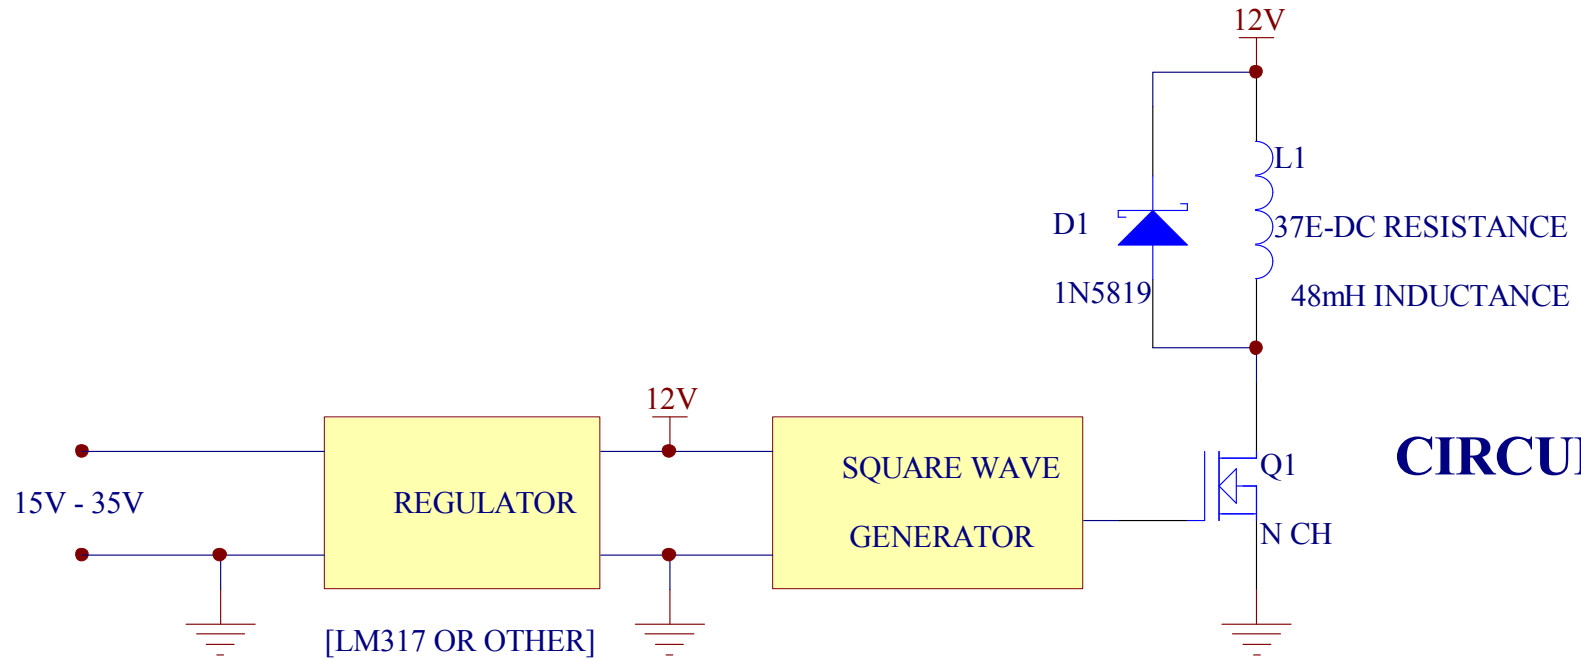 12V
L1
D1
37E-DC RESISTANCE
1N5819
48mH INDUCTANCE
12V
CIRCUI
SQUARE WAVE
Q1
15V - 35V
REGULATOR
GENERATOR
N CH
[LM317 OR OTHER]